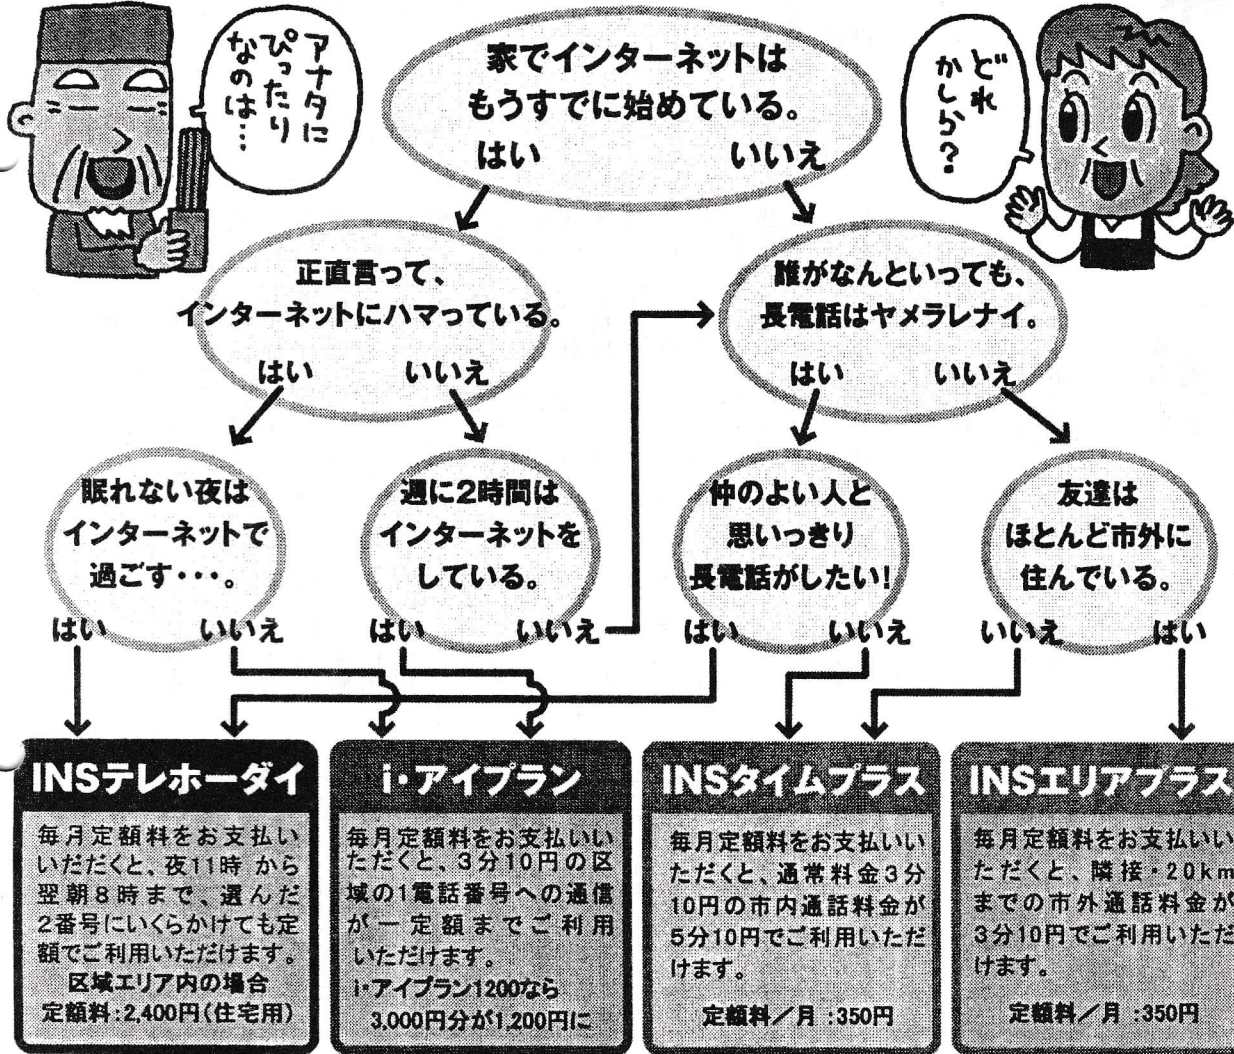 アナタに
ぴったり
なのは…
家でインターネットは
もうすでに始めている。
はい
いいえ
どれ
かしら?
正直言って、
インターネットにハマっている。
はい
いいえ
誰がなんといっても、
長電話はヤメラレナイ。
はい
いいえ
眠れない夜は
インターネットで
過ごす・・・。
はい
いいえ
週に2時間は
インターネットを
している。
はい
いいえ
仲のよい人と
思いっきり
長電話がしたい!
はい
いいえ
友達は
ほとんど市外に
住んでいる。
いいえ
はい
INSテレホーダイ
毎月定額料をお支払い
いただくと、夜11時 から
翌朝8時まで、選んだ
2番号にいくらかけても定
額でご利用いただけます。
区域エリア内の場合
定額料:2,400円(住宅用)
i・アイプラン
毎月定額料をお支払いい
ただくと、3分10円の区
域の1電話番号への通信
が一定額までご利用
いただけます。
i・アイプラン1200なら
3,000円分が1,200円に
INSタイムプラス
毎月定額料をお支払いい
ただくと、通常料金3分
10円の市内通話料金が
5分10円でご利用いただ
けます。
定額料/月 :350円
INSエリアプラス
毎月定額料をお支払いい
ただくと、隣接・20km
までの市外通話料金が
3分10円でご利用いただ
けます。
定額料/月 :350円